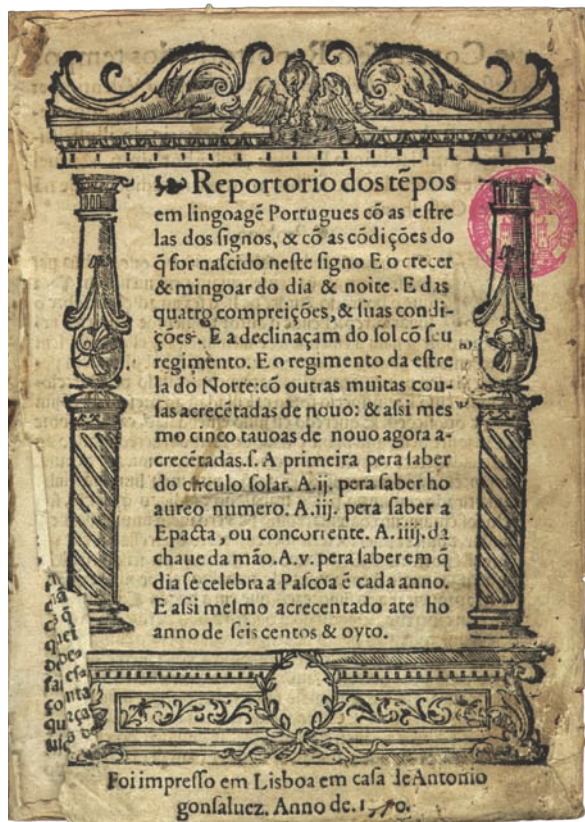 Reportorio dos tẽpos
em lingoagẽ Portugues cõ as eſtre
las dos ſignos, & cõ as cõdições do
q̃ for naſcido neſte ſigno E o crecer
& mingoar do dia & noite. E das
quatro compreições, & ſuas condi-
ções. E a declinaçam do ſol cõ ſeu
regimento. E o regimento da eſtre
la do Norte: cõ outras muitas cou-
ſas acrecẽtadas de nouo: & aſsi meſ
mo cinco tauoas de nouo agora a-
crecẽtadas.ſ. A primeira pera ſaber
do circulo ſolar. A.ij. pera ſaber ho
aureo numero. A.iij. pera ſaber a
Epacta, ou concorrente. A.iiij. da
chaue da mão. A.v. pera ſaber em q̃
dia ſe celebra a Paſcoa ẽ cada anno.
E aſsi meſmo acrecentado ate ho
anno de ſeis centos & oyto.
Foi impreſſo em Lisboa em caſa de Antonio
gonſaluez. Anno de.